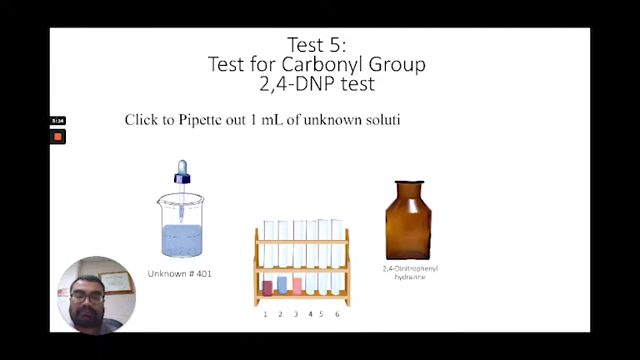 Test 5:
Test for Carbonyl Group
2,4-DNP test
Click to Pipette out 1 mL of unknown soluti
Unknown # 401
2,4-Dinitrophenyl
hydrazine
1 2 3 4 5 6